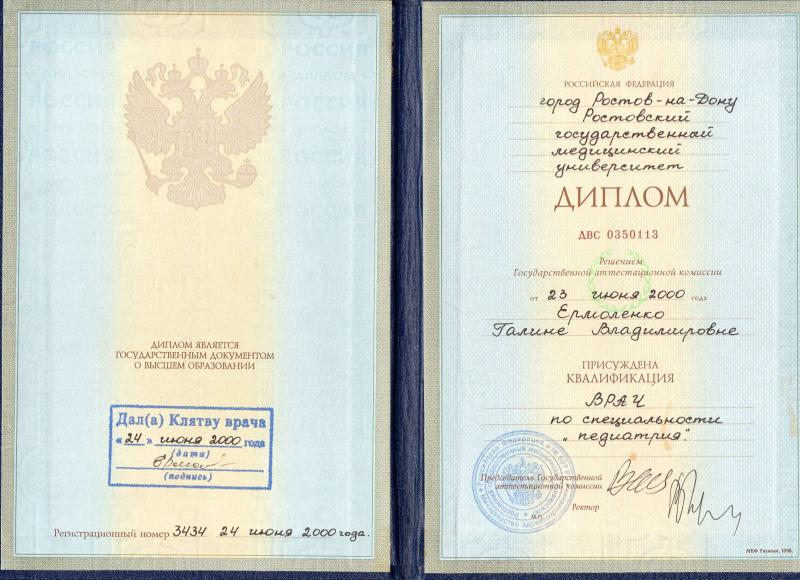 ДИПЛОМ ЯВЛЯЕТСЯ
ГОСУДАРСТВЕННЫМ ДОКУМЕНТОМ
О ВЫСШЕМ ОБРАЗОВАНИИ
Дал(а) Клятву врача
«24» июня 2000 года
(дата)
(подпись)
Регистрационный номер 3434 24 июня 2000 года.
РОССИЙСКАЯ ФЕДЕРАЦИЯ
город Ростов-на-Дону
Ростовский
государственный
медицинский
университет
ДИПЛОМ
ДВС 0350113
Решением
Государственной аттестационной комиссии
от 23 июня 2000 года
Ермоленко
Галине Владимировне
ПРИСУЖДЕНА
КВАЛИФИКАЦИЯ
ВРАЧ
по специальности
„педиатрия"
Председатель Государственной
аттестационной комиссии
Ректор
М.П.